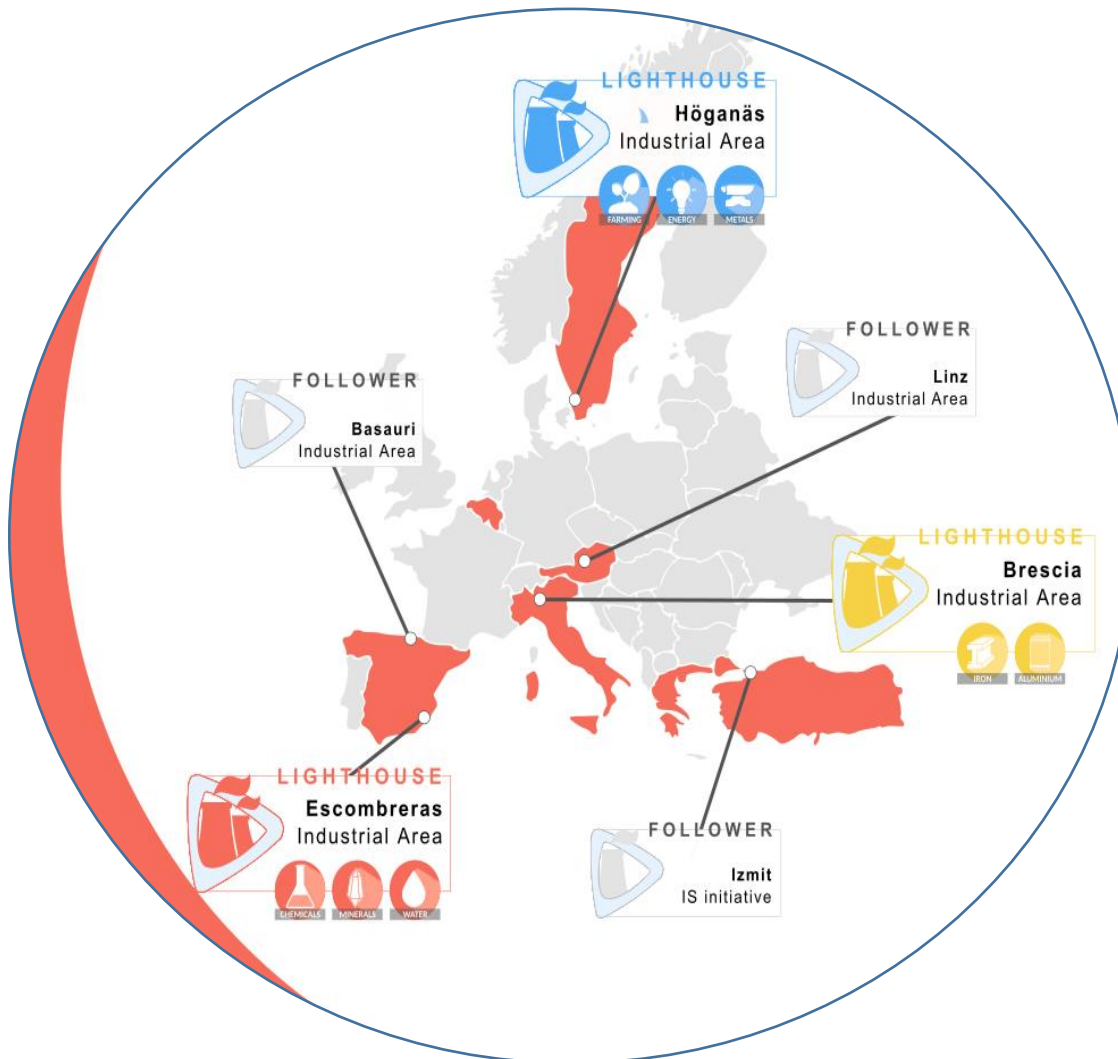 LIGHTHOUSE
Höganäs
Industrial Area
FARMING
ENERGY
METALS
FOLLOWER
Linz
Industrial Area
FOLLOWER
Basauri
Industrial Area
LIGHTHOUSE
Brescia
Industrial Area
IRON
ALUMINIUM
LIGHTHOUSE
Escombreras
Industrial Area
CHEMICALS
MINERALS
WATER
FOLLOWER
Izmit
IS initiative